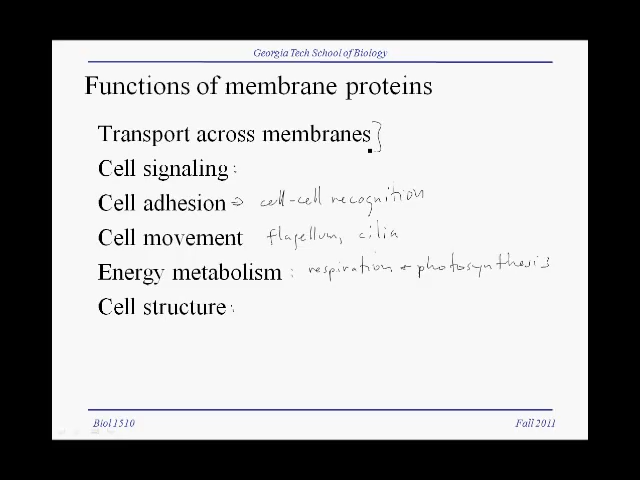 Georgia Tech School of Biology
Functions of membrane proteins
Transport across membranes }
Cell signaling :
Cell adhesion ⇒ cell-cell recognition
Cell movement flagellum, cilia
Energy metabolism : respiration + photosynthesis
Cell structure :
Biol 1510 Fall 2011